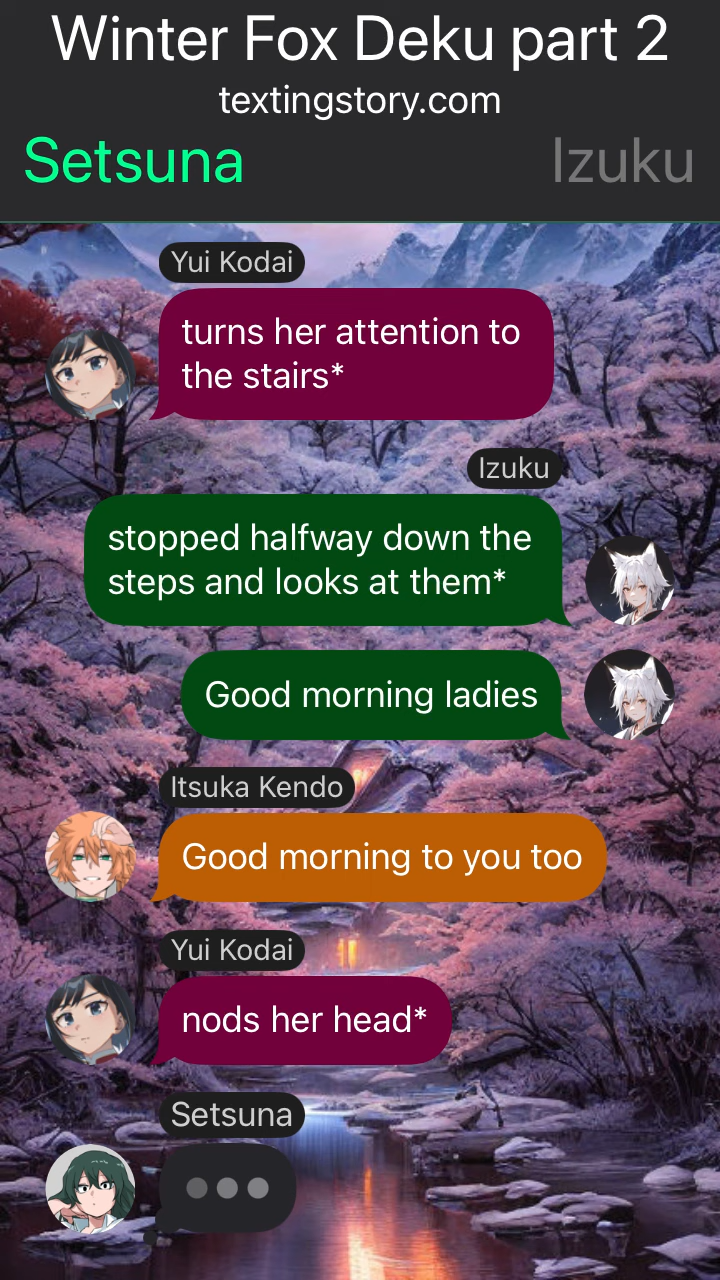 Winter Fox Deku part 2
textingstory.com
Setsuna
Izuku
Yui Kodai
turns her attention to
the stairs*
Izuku
stopped halfway down the
steps and looks at them*
Good morning ladies
Itsuka Kendo
Good morning to you too
Yui Kodai
nods her head*
Setsuna